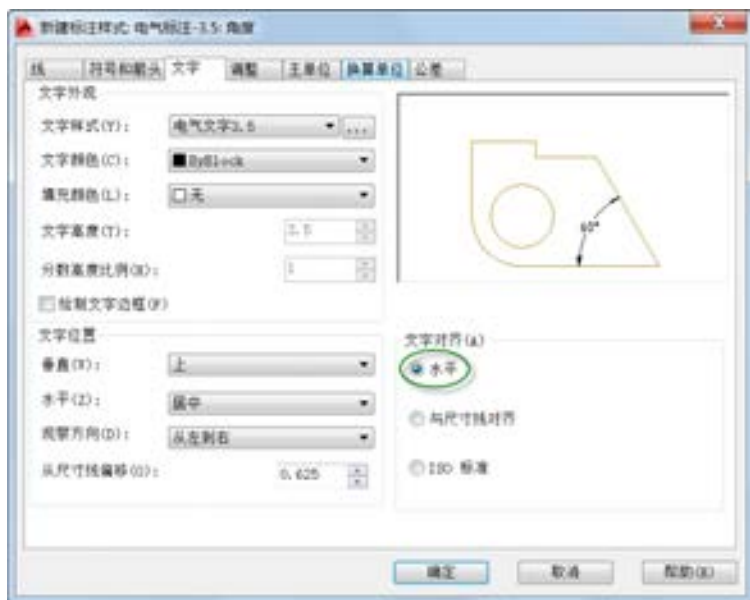 新建标注样式: 电气标注-3.5: 角度
线 符号和箭头 文字 调整 主单位 换算单位 公差
文字外观
文字样式(Y): 电气文字3.5 ...
文字颜色(C): ByBlock
填充颜色(L): 无
文字高度(T): 3.5
分数高度比例(H): 1
绘制文字边框(F)
60°
文字位置
垂直(V): 上
水平(Z): 居中
观察方向(D): 从左到右
从尺寸线偏移(O): 0.625
文字对齐(A)
水平
与尺寸线对齐
ISO 标准
确定 取消 帮助(H)